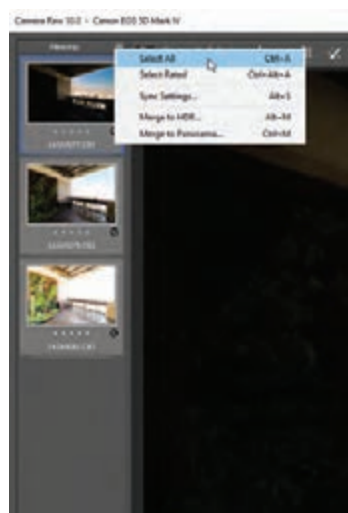 Camera Raw 10.0 - Canon EOS 5D Mark IV
Filmstrip
Select All Ctrl+A
Select Rated Ctrl+Alt+A
Sync Settings... Alt+S
Merge to HDR... Alt+M
Merge to Panorama... Ctrl+M